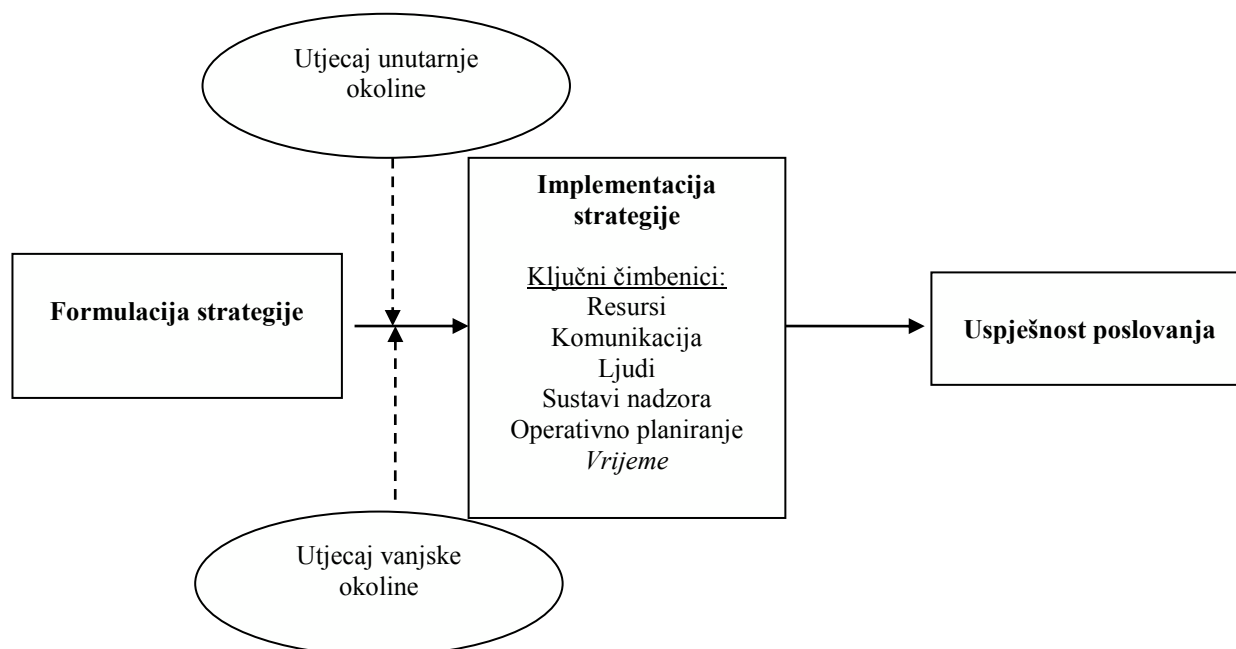 Utjecaj unutarnje
okoline
Formulacija strategije
Implementacija
strategije
Ključni čimbenici:
Resursi
Komunikacija
Ljudi
Sustavi nadzora
Operativno planiranje
Vrijeme
Uspješnost poslovanja
Utjecaj vanjske
okoline